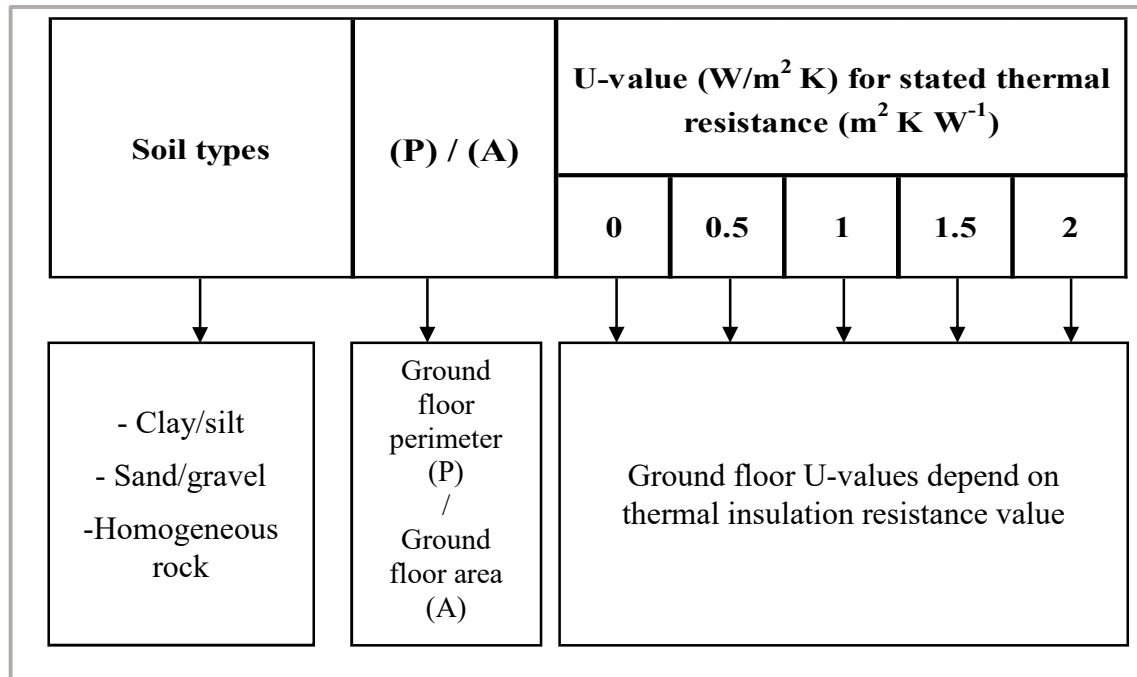 Soil types
(P) / (A)
U-value (W/m² K) for stated thermal
resistance (m² K W⁻¹)
0
0.5
1
1.5
2
- Clay/silt
- Sand/gravel
-Homogeneous
rock
Ground
floor
perimeter
(P)
/
Ground
floor area
(A)
Ground floor U-values depend on
thermal insulation resistance value